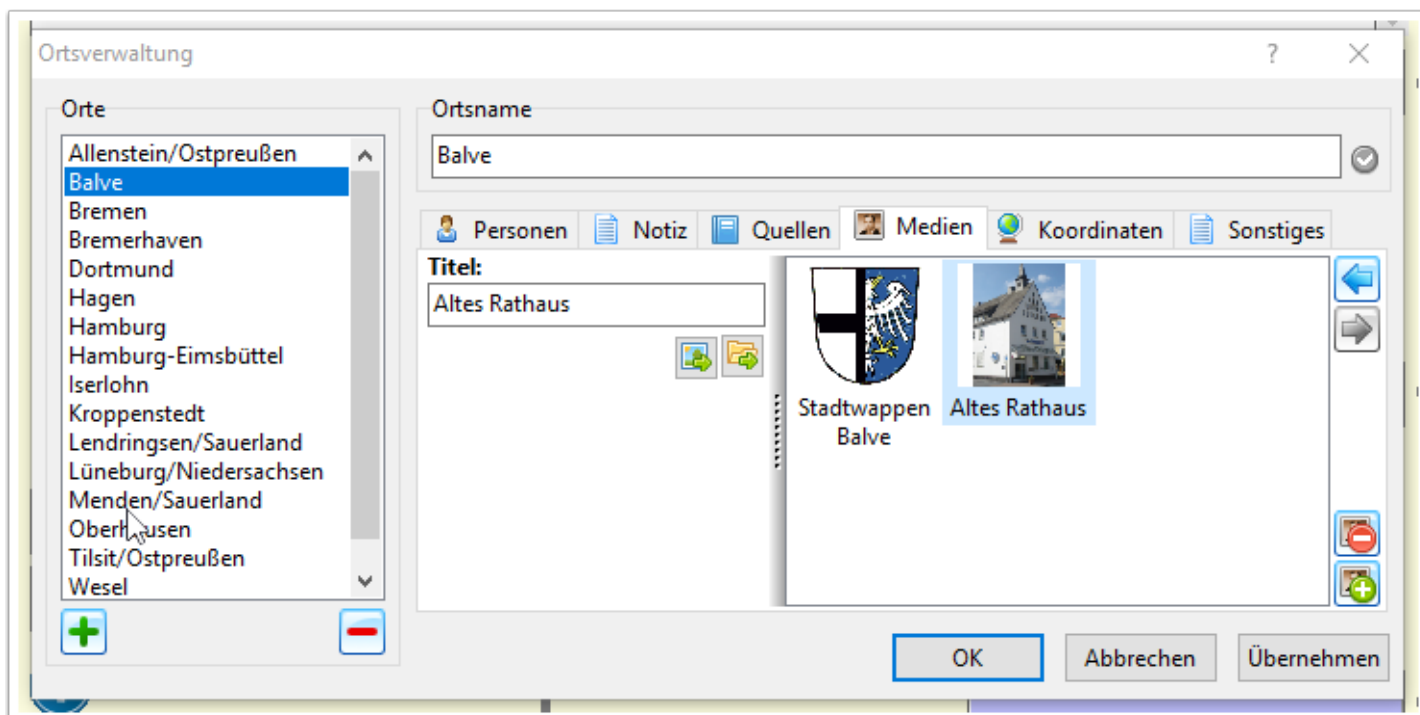 Ortsverwaltung
?
Orte
Allenstein/Ostpreußen
Balve
Bremen
Bremerhaven
Dortmund
Hagen
Hamburg
Hamburg-Eimsbüttel
Iserlohn
Kroppenstedt
Lendringsen/Sauerland
Lüneburg/Niedersachsen
Menden/Sauerland
Oberhausen
Tilsit/Ostpreußen
Wesel
Ortsname
Balve
Personen Notiz Quellen Medien Koordinaten Sonstiges
Titel:
Altes Rathaus
Stadtwappen
Balve
Altes Rathaus
OK Abbrechen Übernehmen